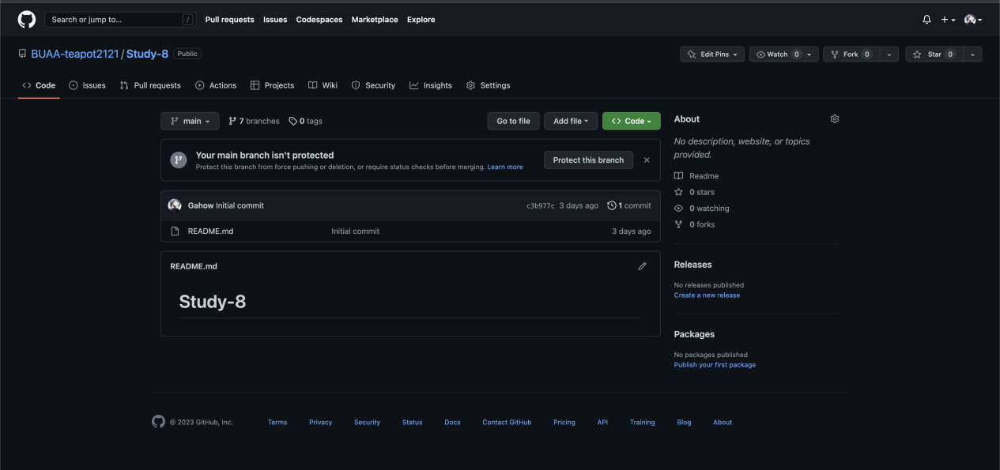 Search or jump to... /
Pull requests Issues Codespaces Marketplace Explore
BUAA-teapot2121 / Study-8 Public
Edit Pins Watch 0 Fork 0 Star 0
Code Issues Pull requests Actions Projects Wiki Security Insights Settings
main 7 branches 0 tags Go to file Add file Code
Your main branch isn't protected
Protect this branch from force pushing or deletion, or require status checks before merging. Learn more
Protect this branch
Gahow Initial commit c3b977c 3 days ago 1 commit
README.md Initial commit 3 days ago
README.md
Study-8
About
No description, website, or topics
provided.
Readme
0 stars
0 watching
0 forks
Releases
No releases published
Create a new release
Packages
No packages published
Publish your first package
© 2023 GitHub, Inc. Terms Privacy Security Status Docs Contact GitHub Pricing API Training Blog About